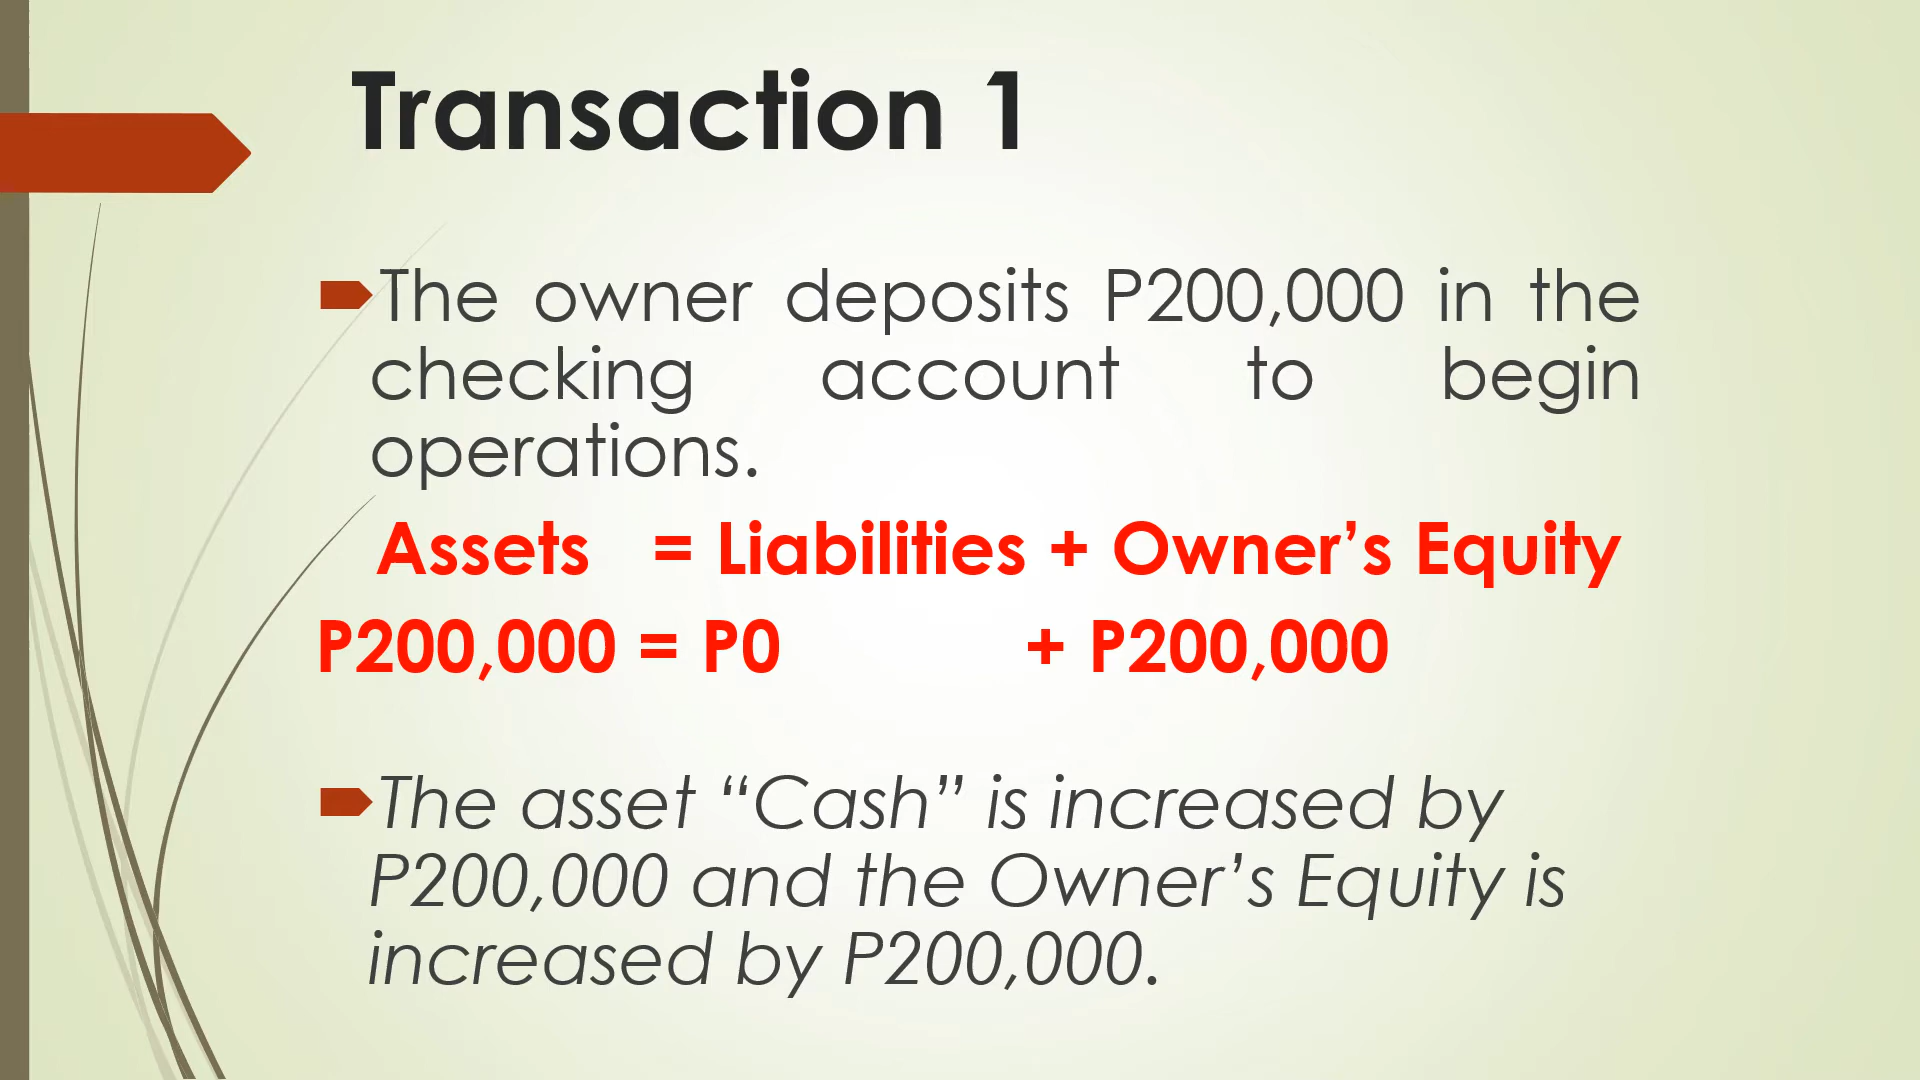 Transaction 1
The owner deposits P200,000 in the
checking account to begin
operations.
Assets = Liabilities + Owner’s Equity
P200,000 = P0 + P200,000
The asset “Cash” is increased by
P200,000 and the Owner’s Equity is
increased by P200,000.